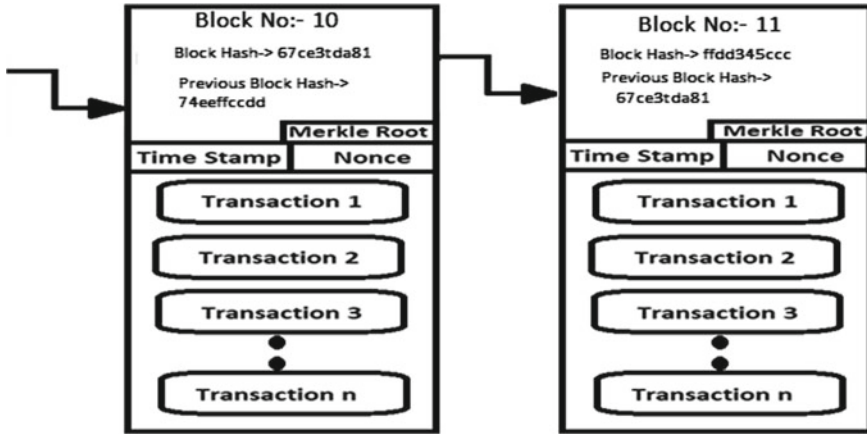 Block No:- 10
Block Hash-> 67ce3tda81
Previous Block Hash->
74eeffccdd
Merkle Root
Time Stamp
Nonce
Transaction 1
Transaction 2
Transaction 3
Transaction n
Block No:- 11
Block Hash-> ffdd345ccc
Previous Block Hash->
67ce3tda81
Merkle Root
Time Stamp
Nonce
Transaction 1
Transaction 2
Transaction 3
Transaction n